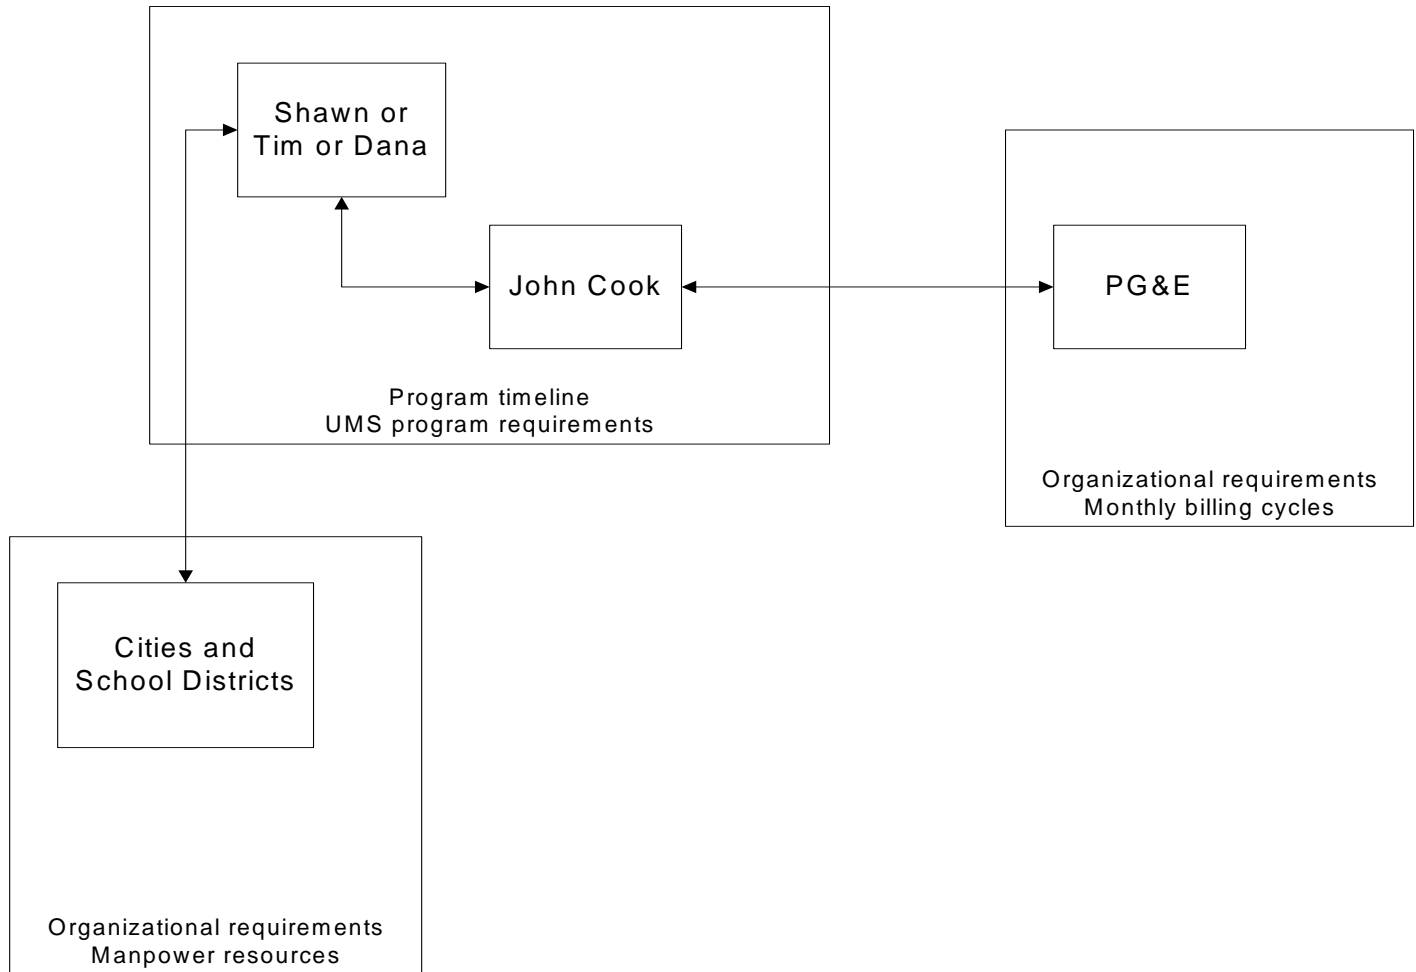 Shawn or
Tim or Dana
John Cook
PG&E
Program timeline
UMS program requirements
Organizational requirements
Monthly billing cycles
Cities and
School Districts
Organizational requirements
Manpower resources